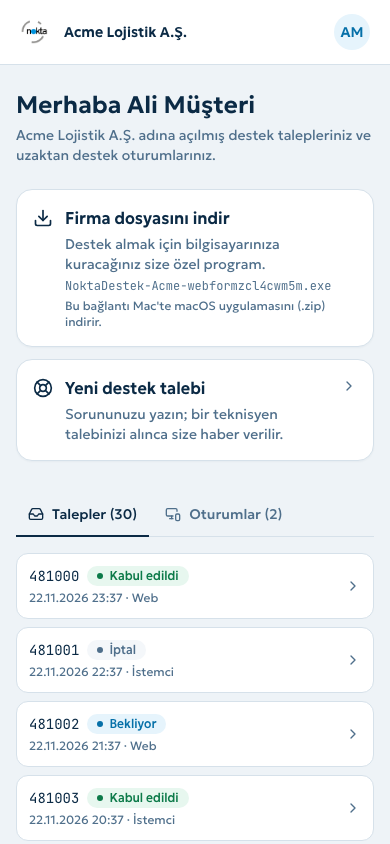 nokta
Acme Lojistik A.Ş.
AM
Merhaba Ali Müşteri
Acme Lojistik A.Ş. adına açılmış destek talepleriniz ve
uzaktan destek oturumlarınız.
Firma dosyasını indir
Destek almak için bilgisayarınıza
kuracağınız size özel program.
NoktaDestek-Acme-webformzcl4cwm5m.exe
Bu bağlantı Mac'te macOS uygulamasını (.zip)
indirir.
Yeni destek talebi
Sorununuzu yazın; bir teknisyen
talebinizi alınca size haber verilir.
Talepler (30)
Oturumlar (2)
481000 Kabul edildi
22.11.2026 23:37 · Web
481001 İptal
22.11.2026 22:37 · İstemci
481002 Bekliyor
22.11.2026 21:37 · Web
481003 Kabul edildi
22.11.2026 20:37 · İstemci